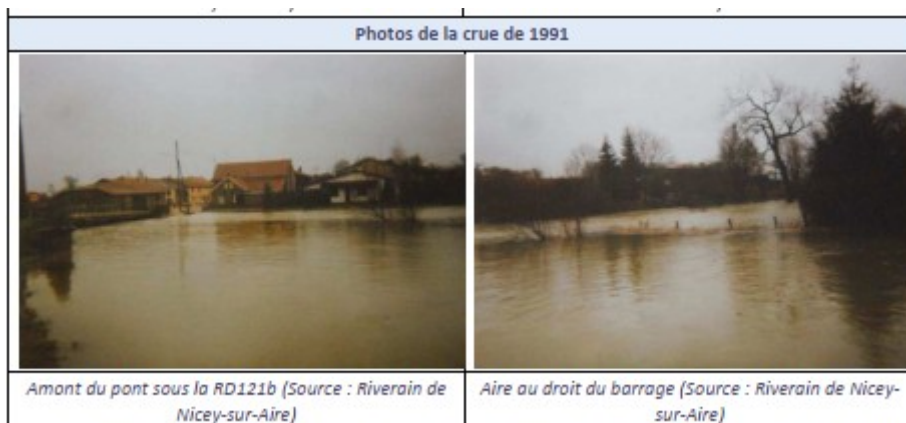 Photos de la crue de 1991
Amont du pont sous la RD121b (Source : Riverain de
Nicey-sur-Aire)
Aire au droit du barrage (Source : Riverain de Nicey-
sur-Aire)